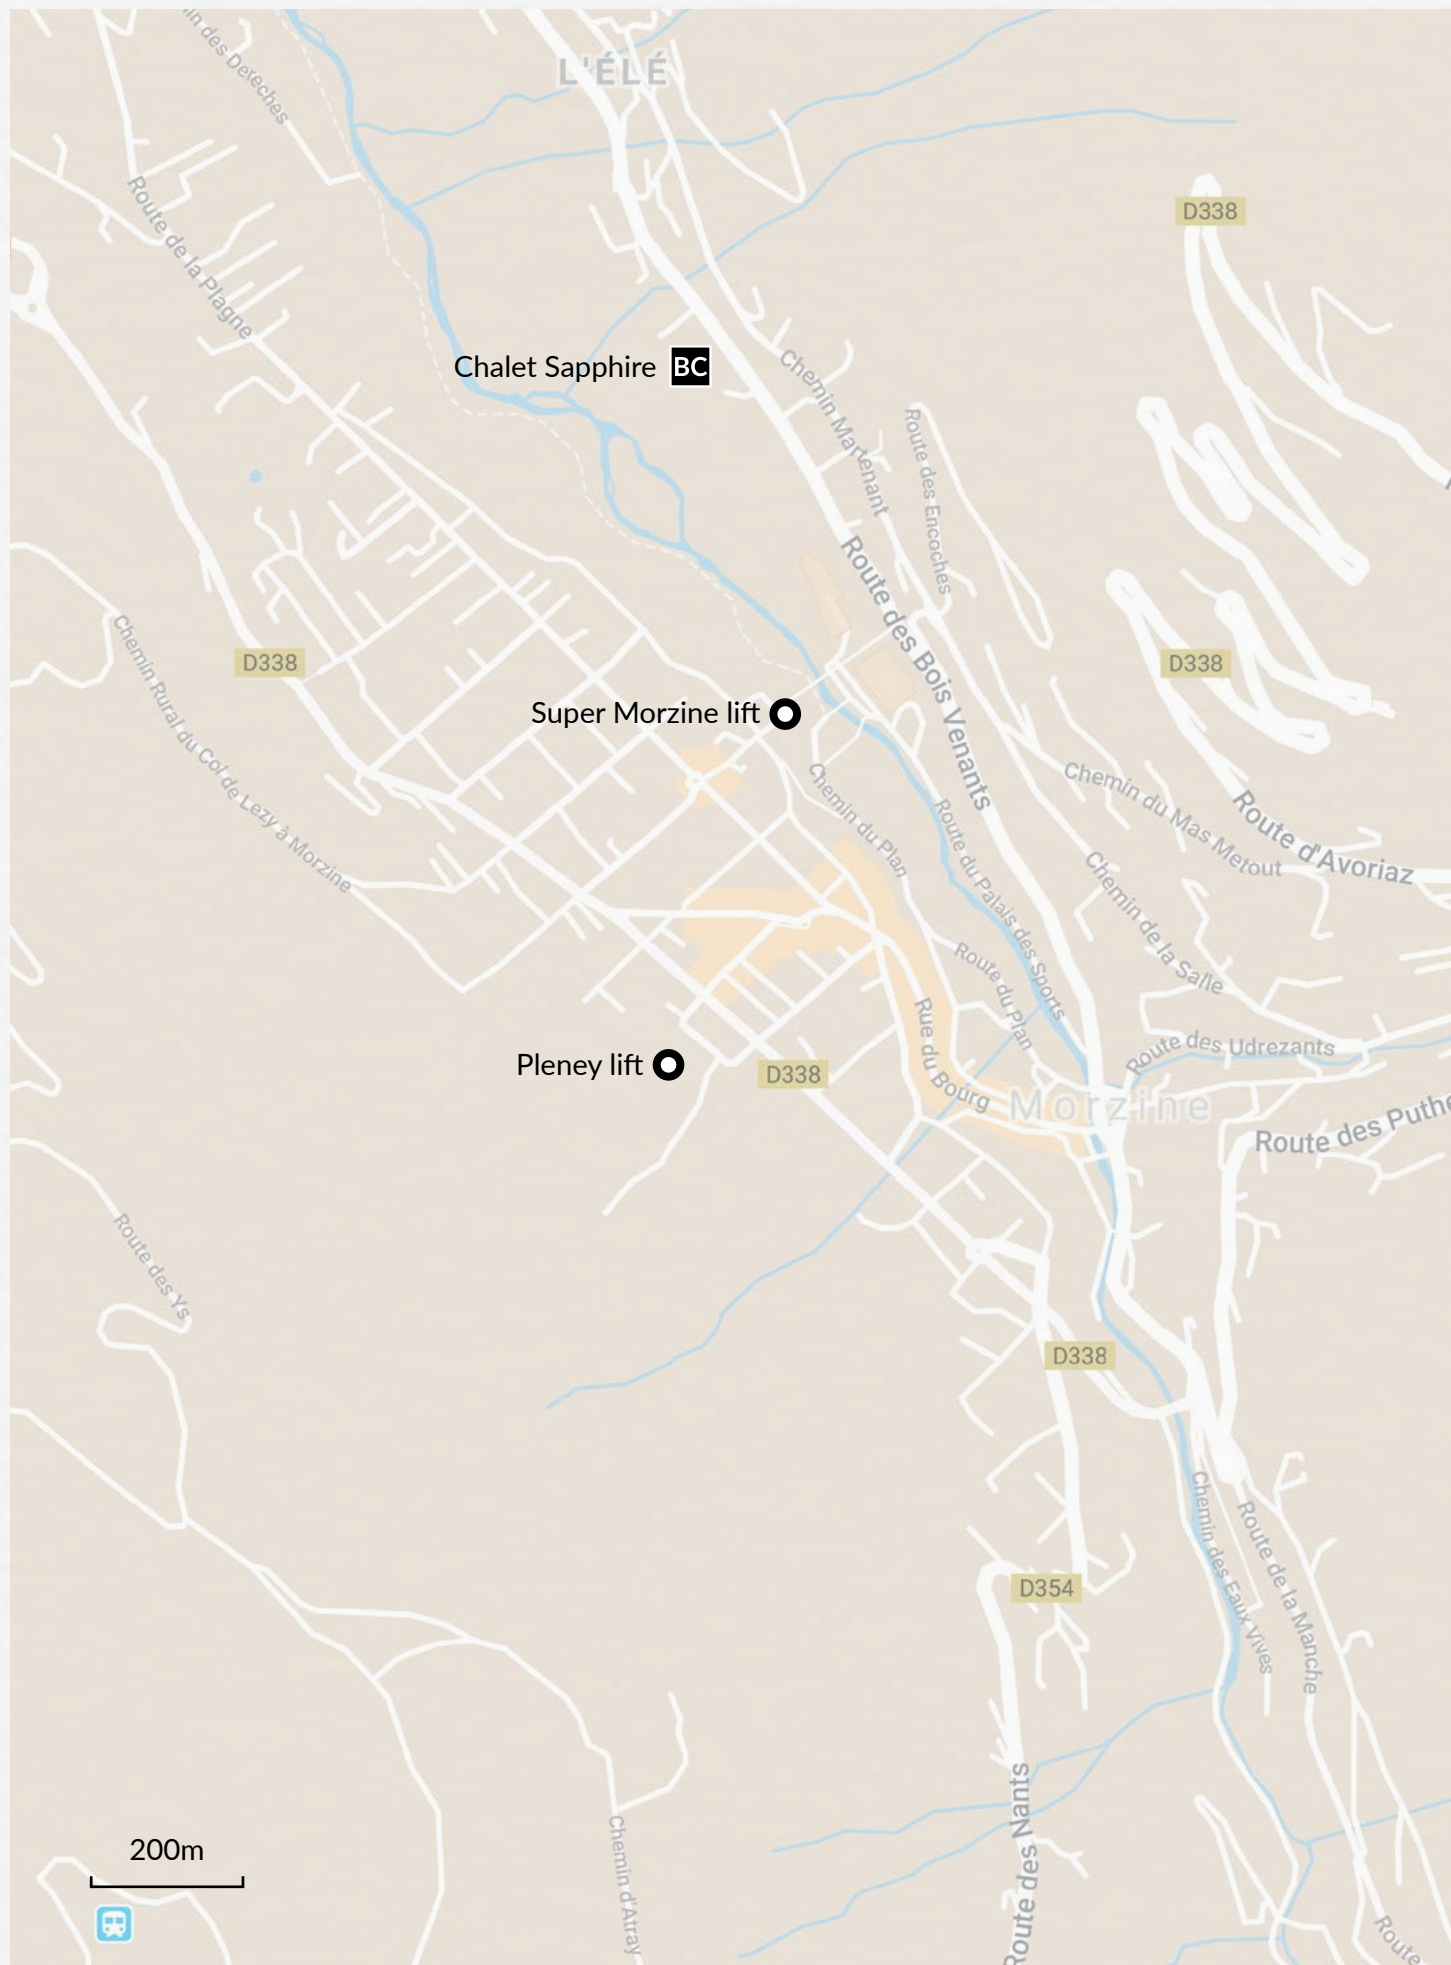 in des Dereches
L'ÉLÉ
D338
Route de la Plagne
Chalet Sapphire BC
Chemin Martenant
Route des Encoches
Route des Bois Venants
D338
D338
Chemin Rural du Col de Lezy à Morzine
Super Morzine lift
Chemin du Plan
Route du Palais des Sports
Chemin du Mas Metout
Route d'Avoriaz
Chemin de la Salle
Route du Plan
Rue du Bourg
Pleney lift
D338
Route des Udrezants
Morzine
Route des Puthe
Route des Ys
D338
Chemin des Eaux Vives
Route de la Manche
D354
Route des Nants
Chemin d'Atray
200m
Route